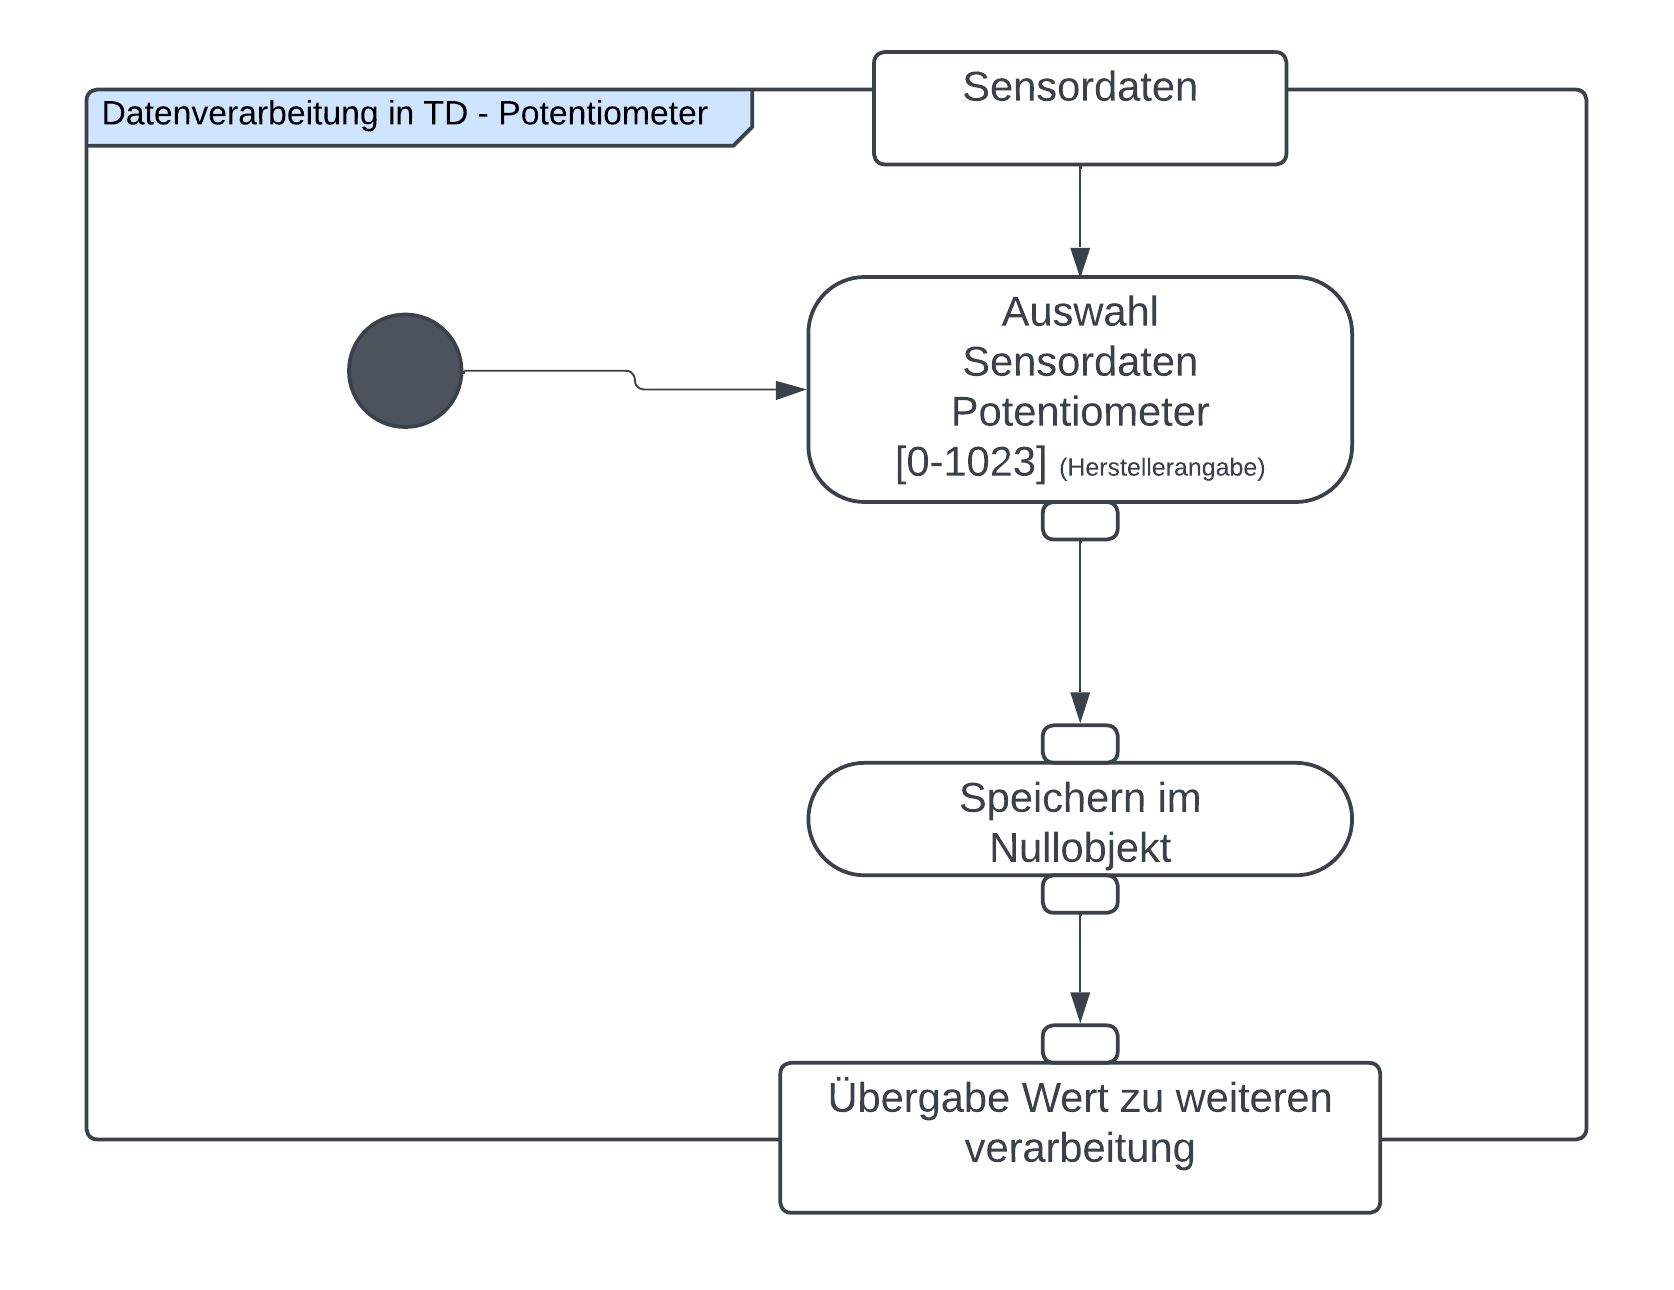 Sensordaten
Datenverarbeitung in TD - Potentiometer
Auswahl
Sensordaten
Potentiometer
[0-1023] (Herstellerangabe)
Speichern im
Nullobjekt
Übergabe Wert zu weiteren
verarbeitung